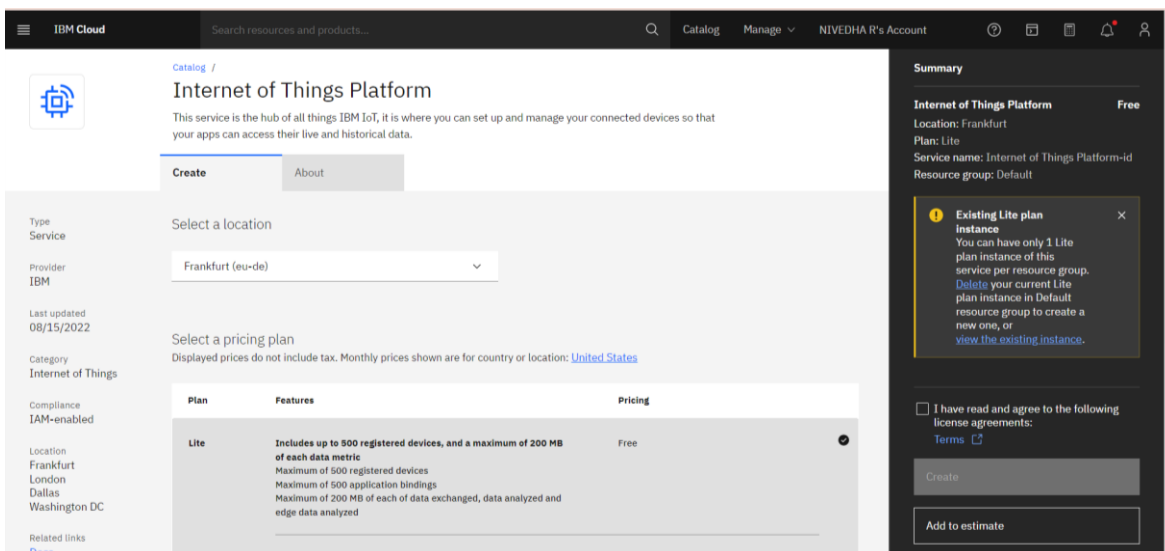 IBM Cloud
Search resources and products...
Catalog
Manage
NIVEDHA R's Account
Catalog /
Internet of Things Platform
This service is the hub of all things IBM IoT, it is where you can set up and manage your connected devices so that
your apps can access their live and historical data.
Create
About
Type
Service
Provider
IBM
Last updated
08/15/2022
Category
Internet of Things
Compliance
IAM-enabled
Location
Frankfurt
London
Dallas
Washington DC
Related links
Docs
Select a location
Frankfurt (eu-de)
Select a pricing plan
Displayed prices do not include tax. Monthly prices shown are for country or location: United States
Plan Features Pricing
Lite Includes up to 500 registered devices, and a maximum of 200 MB Free
of each data metric
Maximum of 500 registered devices
Maximum of 500 application bindings
Maximum of 200 MB of each of data exchanged, data analyzed and
edge data analyzed
Summary
Internet of Things Platform Free
Location: Frankfurt
Plan: Lite
Service name: Internet of Things Platform-id
Resource group: Default
Existing Lite plan
instance
You can have only 1 Lite
plan instance of this
service per resource group.
Delete your current Lite
plan instance in Default
resource group to create a
new one, or
view the existing instance.
I have read and agree to the following
license agreements:
Terms
Create
Add to estimate